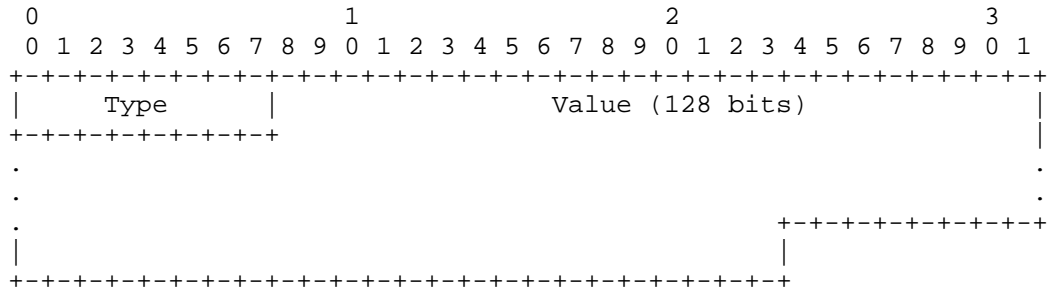 0                   1                   2                   3
 0 1 2 3 4 5 6 7 8 9 0 1 2 3 4 5 6 7 8 9 0 1 2 3 4 5 6 7 8 9 0 1
+-+-+-+-+-+-+-+-+-+-+-+-+-+-+-+-+-+-+-+-+-+-+-+-+-+-+-+-+-+-+-+-+
|     Type      |                 Value (128 bits)              |
+-+-+-+-+-+-+-+-+                                               |
.                                                               .
.                                                               .
.                                               +-+-+-+-+-+-+-+-+
|                                               |
+-+-+-+-+-+-+-+-+-+-+-+-+-+-+-+-+-+-+-+-+-+-+-+-+